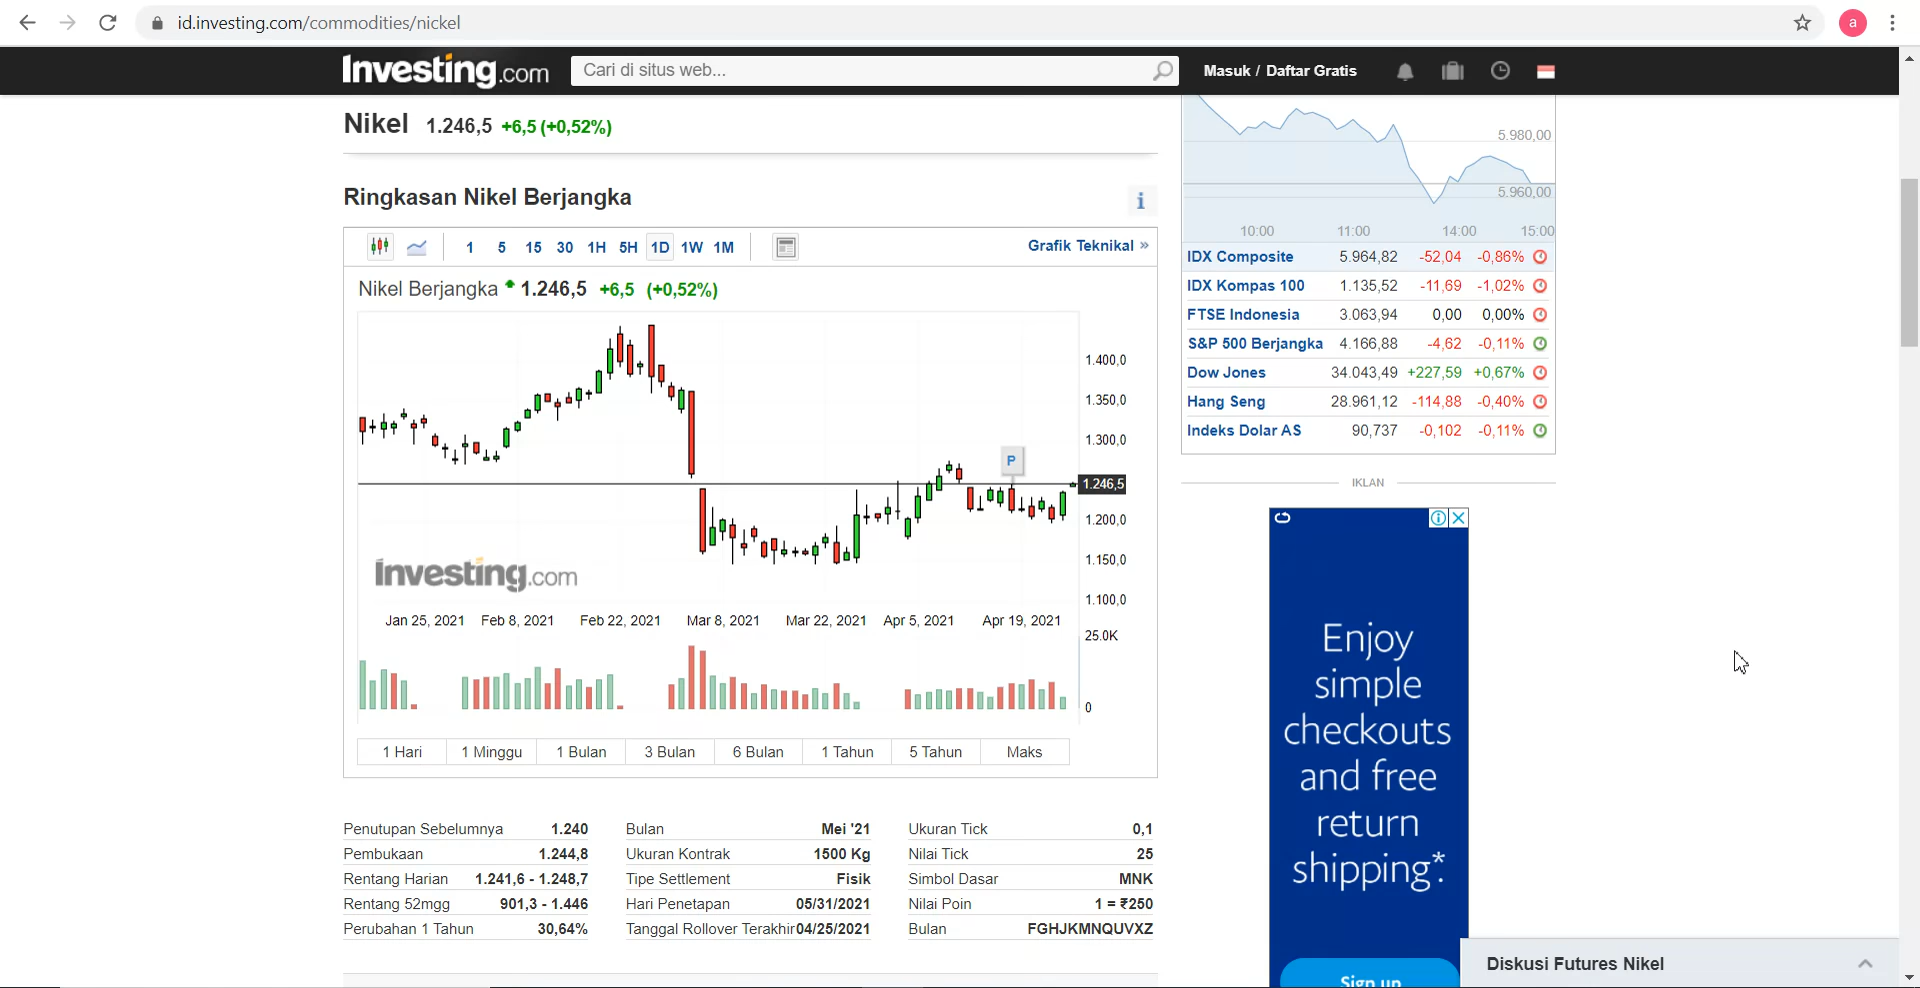 id.investing.com/commodities/nickel
a
Investing.com
Cari di situs web...
Masuk / Daftar Gratis
Nikel 1.246,5 +6,5 (+0,52%)
Ringkasan Nikel Berjangka
i
1 5 15 30 1H 5H 1D 1W 1M
Grafik Teknikal »
Nikel Berjangka 1.246,5 +6,5 (+0,52%)
1.400,0
1.350,0
1.300,0
P
1.246,5
1.200,0
1.150,0
1.100,0
Investing.com
Jan 25, 2021 Feb 8, 2021 Feb 22, 2021 Mar 8, 2021 Mar 22, 2021 Apr 5, 2021 Apr 19, 2021
25.0K
0
1 Hari 1 Minggu 1 Bulan 3 Bulan 6 Bulan 1 Tahun 5 Tahun Maks
Penutupan Sebelumnya 1.240
Pembukaan 1.244,8
Rentang Harian 1.241,6 - 1.248,7
Rentang 52mgg 901,3 - 1.446
Perubahan 1 Tahun 30,64%
Bulan Mei '21
Ukuran Kontrak 1500 Kg
Tipe Settlement Fisik
Hari Penetapan 05/31/2021
Tanggal Rollover Terakhir 04/25/2021
Ukuran Tick 0,1
Nilai Tick 25
Simbol Dasar MNK
Nilai Poin 1 = ₹250
Bulan FGHJKMNQUVXZ
5.980,00
5.960,00
10:00 11:00 14:00 15:00
IDX Composite 5.964,82 -52,04 -0,86%
IDX Kompas 100 1.135,52 -11,69 -1,02%
FTSE Indonesia 3.063,94 0,00 0,00%
S&P 500 Berjangka 4.166,88 -4,62 -0,11%
Dow Jones 34.043,49 +227,59 +0,67%
Hang Seng 28.961,12 -114,88 -0,40%
Indeks Dolar AS 90,737 -0,102 -0,11%
IKLAN
Enjoy
simple
checkouts
and free
return
shipping*.
Sign up
Diskusi Futures Nikel